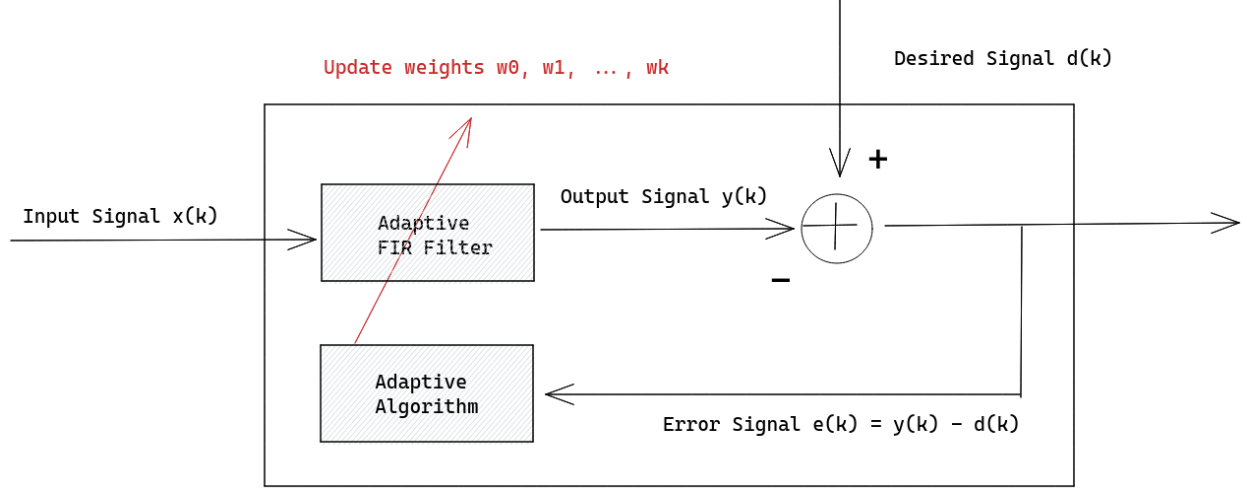 Update weights w0, w1, ..., wk
Desired Signal d(k)
+
Input Signal x(k)
Output Signal y(k)
Adaptive
FIR Filter
−
Adaptive
Algorithm
Error Signal e(k) = y(k) − d(k)